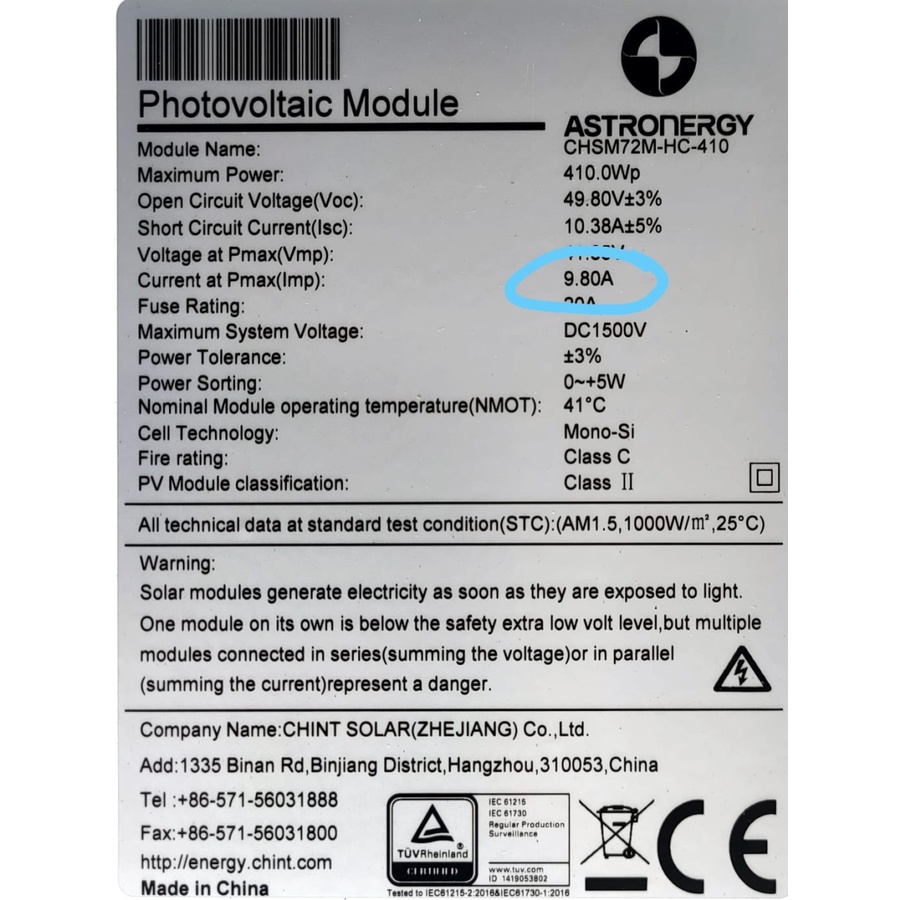 Photovoltaic Module
ASTRONERGY
Module Name: CHSM72M-HC-410
Maximum Power: 410.0Wp
Open Circuit Voltage(Voc): 49.80V±3%
Short Circuit Current(Isc): 10.38A±5%
Voltage at Pmax(Vmp):
Current at Pmax(Imp): 9.80A
Fuse Rating: 20A
Maximum System Voltage: DC1500V
Power Tolerance: ±3%
Power Sorting: 0~+5W
Nominal Module operating temperature(NMOT): 41°C
Cell Technology: Mono-Si
Fire rating: Class C
PV Module classification: Class II
All technical data at standard test condition(STC):(AM1.5,1000W/m²,25°C)
Warning:
Solar modules generate electricity as soon as they are exposed to light.
One module on its own is below the safety extra low volt level,but multiple
modules connected in series(summing the voltage)or in parallel
(summing the current)represent a danger.
Company Name:CHINT SOLAR(ZHEJIANG) Co.,Ltd.
Add:1335 Binan Rd,Binjiang District,Hangzhou,310053,China
Tel :+86-571-56031888
Fax:+86-571-56031800
http://energy.chint.com
Made in China
TÜVRheinland
CERTIFIED
IEC 61215
IEC 61730
Regular Production
Surveillance
www.tuv.com
ID 1419053802
Tested to IEC61215-2:2016&IEC61730-1:2016
CE